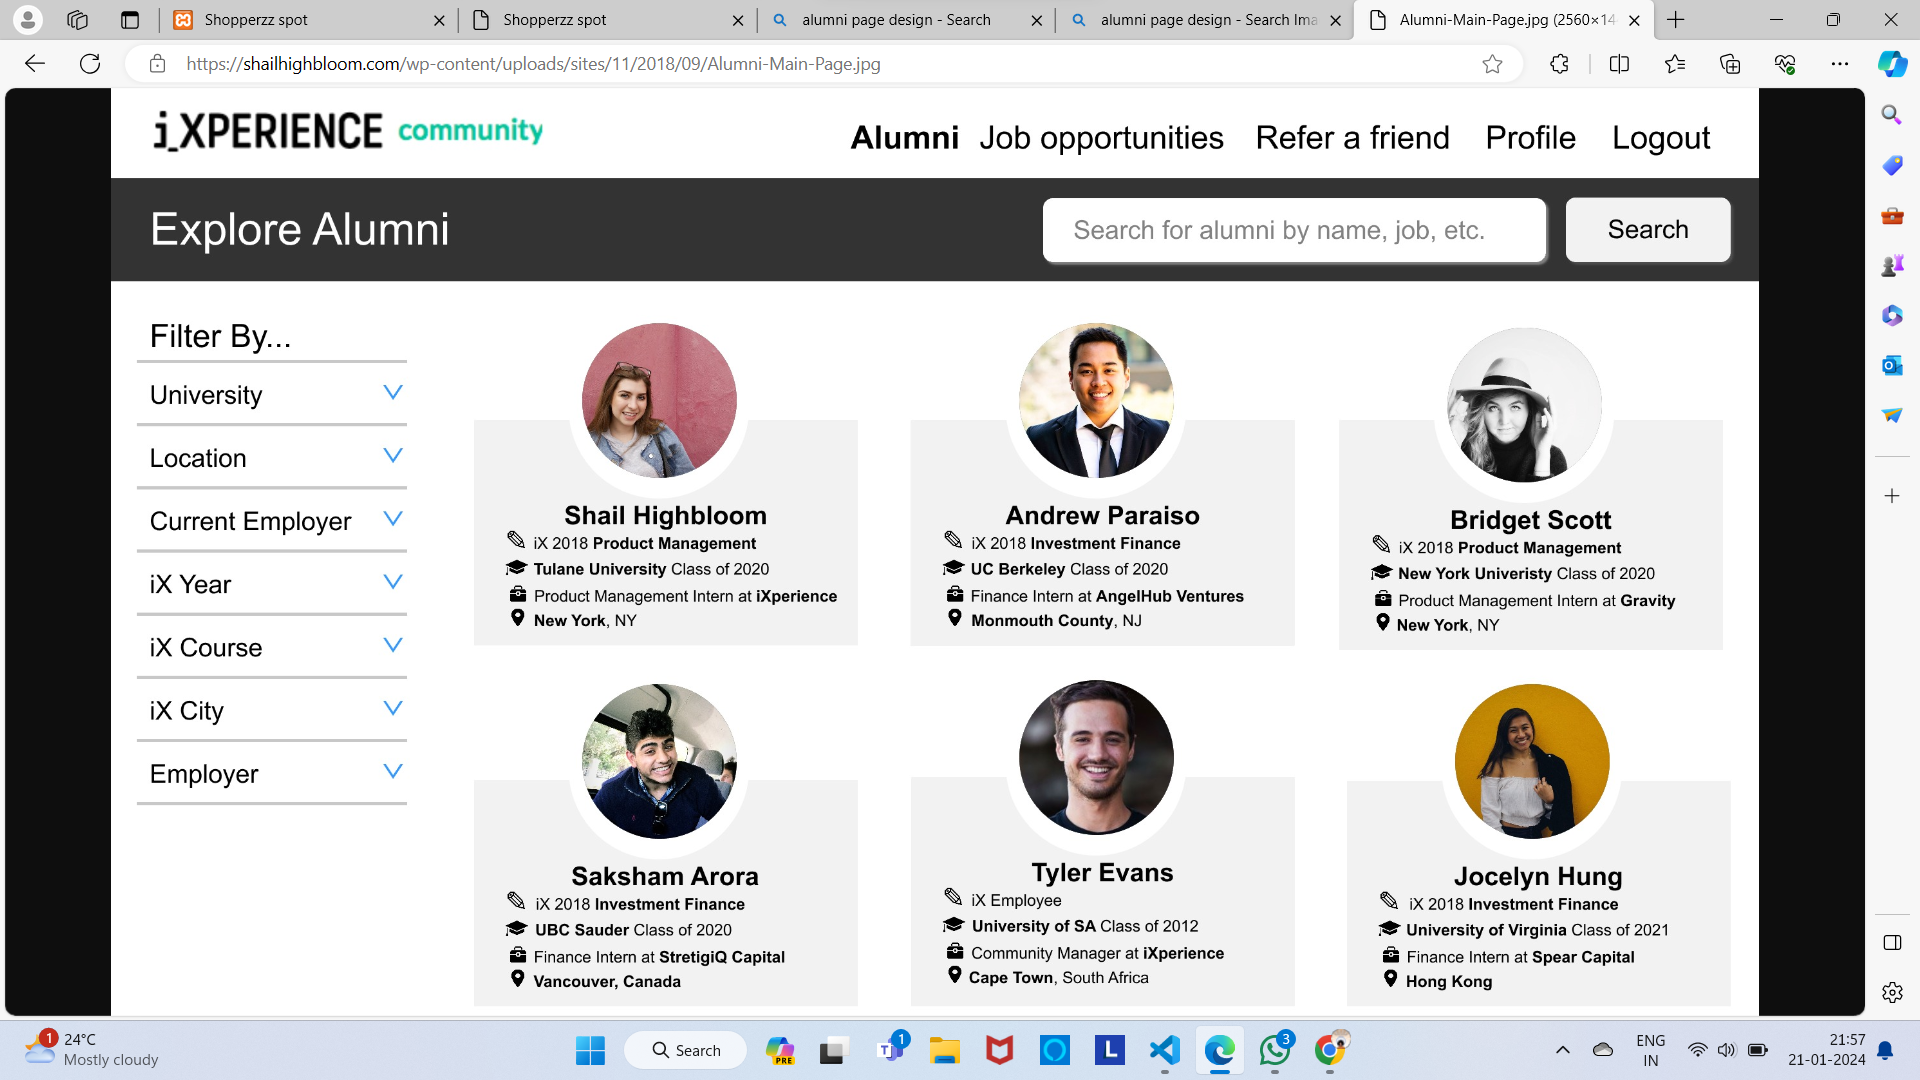 Shopperzz spot
Shopperzz spot
alumni page design - Search
alumni page design - Search Ima
Alumni-Main-Page.jpg (2560×14
https://shailhighbloom.com/wp-content/uploads/sites/11/2018/09/Alumni-Main-Page.jpg
i_XPERIENCE community
Alumni Job opportunities Refer a friend Profile Logout
Explore Alumni
Search for alumni by name, job, etc.
Search
Filter By...
University
Location
Current Employer
iX Year
iX Course
iX City
Employer
Shail Highbloom
iX 2018 Product Management
Tulane University Class of 2020
Product Management Intern at iXperience
New York, NY
Andrew Paraiso
iX 2018 Investment Finance
UC Berkeley Class of 2020
Finance Intern at AngelHub Ventures
Monmouth County, NJ
Bridget Scott
iX 2018 Product Management
New York Univeristy Class of 2020
Product Management Intern at Gravity
New York, NY
Saksham Arora
iX 2018 Investment Finance
UBC Sauder Class of 2020
Finance Intern at StretigiQ Capital
Vancouver, Canada
Tyler Evans
iX Employee
University of SA Class of 2012
Community Manager at iXperience
Cape Town, South Africa
Jocelyn Hung
iX 2018 Investment Finance
University of Virginia Class of 2021
Finance Intern at Spear Capital
Hong Kong
1
24°C
Mostly cloudy
Search
PRE
1
L
3
ENG
IN
21:57
21-01-2024